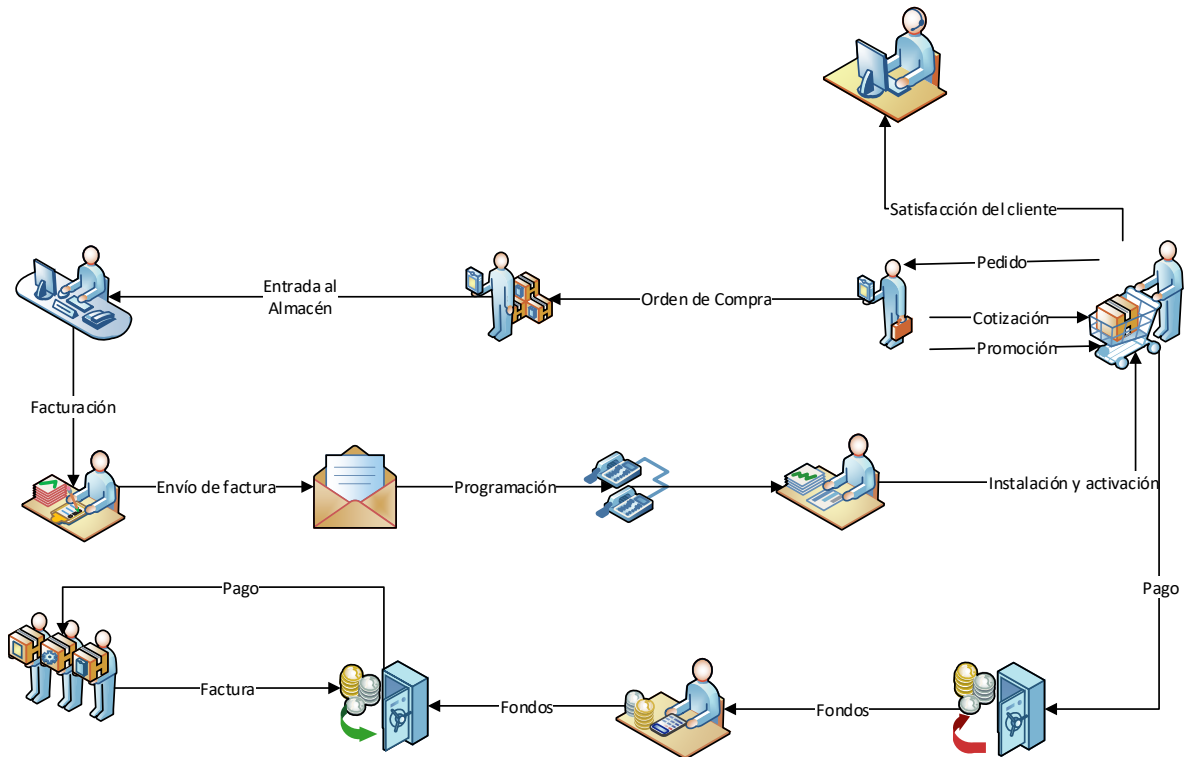 Satisfacción del cliente
Pedido
Entrada al
Almacén
Orden de Compra
Cotización
Promoción
Facturación
Envío de factura
Programación
Instalación y activación
Pago
Pago
Factura
Fondos
Fondos